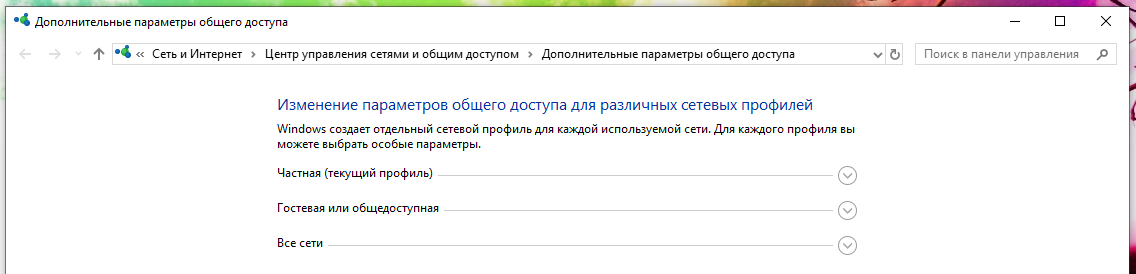 Дополнительные параметры общего доступа
« Сеть и Интернет > Центр управления сетями и общим доступом > Дополнительные параметры общего доступа
Поиск в панели управления
Изменение параметров общего доступа для различных сетевых профилей
Windows создает отдельный сетевой профиль для каждой используемой сети. Для каждого профиля вы
можете выбрать особые параметры.
Частная (текущий профиль)
Гостевая или общедоступная
Все сети